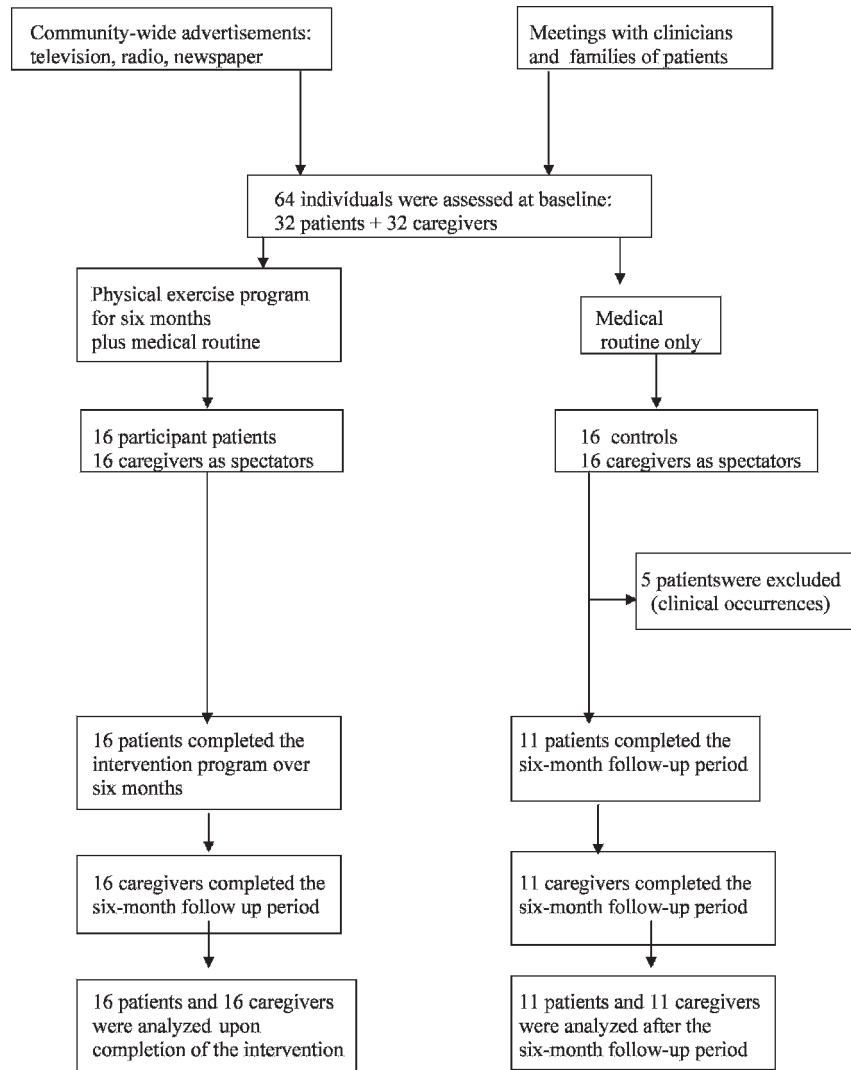 Community-wide advertisements:
television, radio, newspaper
Meetings with clinicians
and families of patients
64 individuals were assessed at baseline:
32 patients + 32 caregivers
Physical exercise program
for six months
plus medical routine
Medical
routine only
16 participant patients
16 caregivers as spectators
16 controls
16 caregivers as spectators
5 patientswere excluded
(clinical occurrences)
16 patients completed the
intervention program over
six months
11 patients completed the
six-month follow-up period
16 caregivers completed the
six-month follow up period
11 caregivers completed the
six-month follow-up period
16 patients and 16 caregivers
were analyzed upon
completion of the intervention
11 patients and 11 caregivers
were analyzed after the
six-month follow-up period